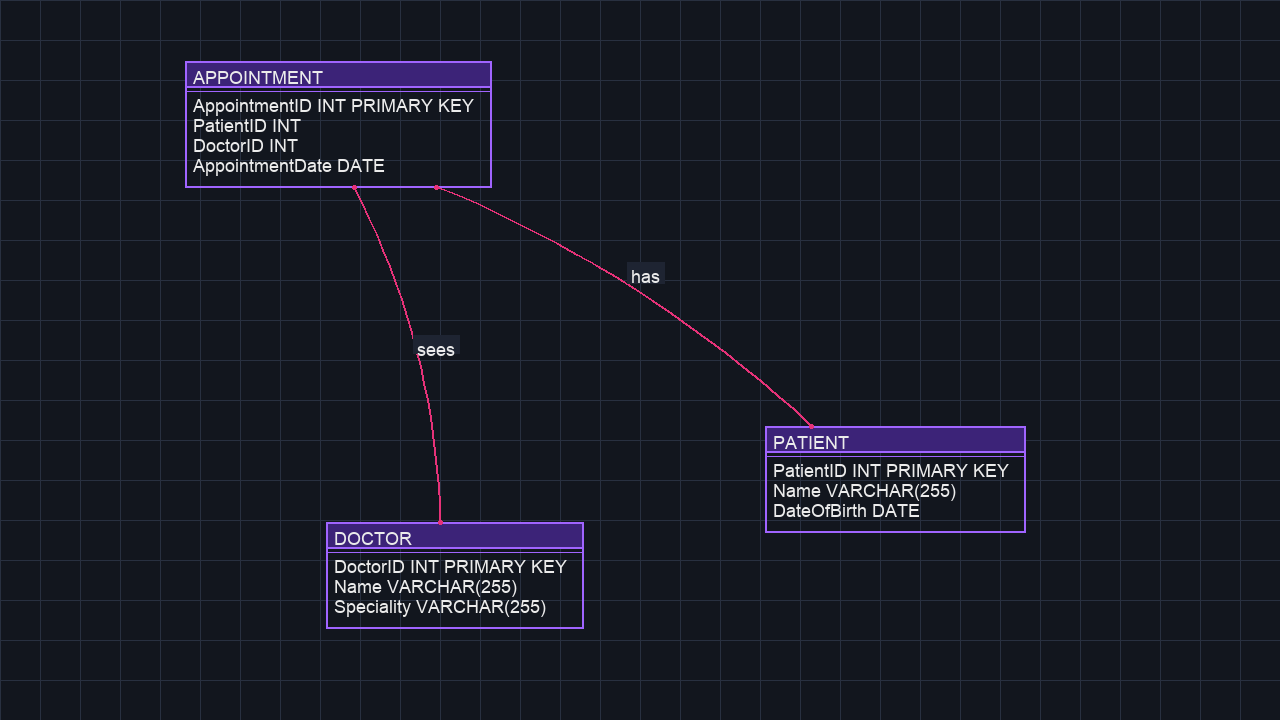 APPOINTMENT
AppointmentID INT PRIMARY KEY
PatientID INT
DoctorID INT
AppointmentDate DATE
has
sees
PATIENT
PatientID INT PRIMARY KEY
Name VARCHAR(255)
DateOfBirth DATE
DOCTOR
DoctorID INT PRIMARY KEY
Name VARCHAR(255)
Speciality VARCHAR(255)